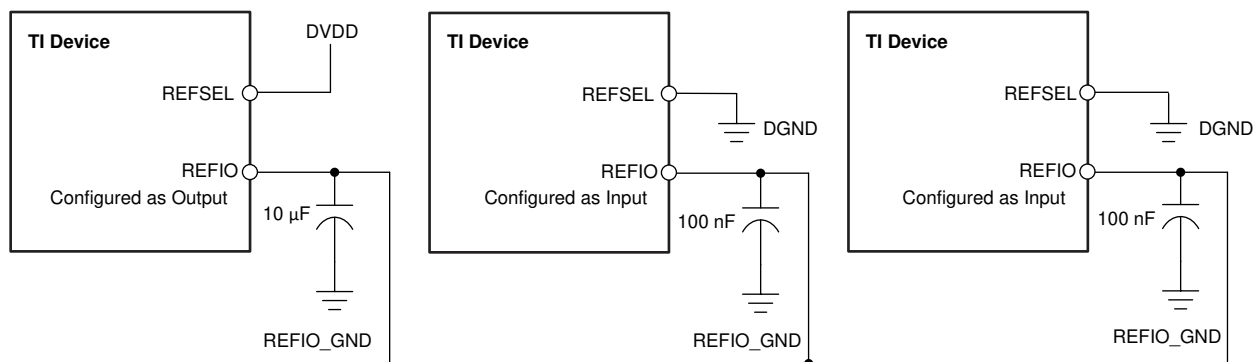 TI Device
DVDD
REFSEL
REFIO
Configured as Output
10 µF
REFIO_GND
TI Device
REFSEL
DGND
REFIO
Configured as Input
100 nF
REFIO_GND
TI Device
REFSEL
DGND
REFIO
Configured as Input
100 nF
REFIO_GND